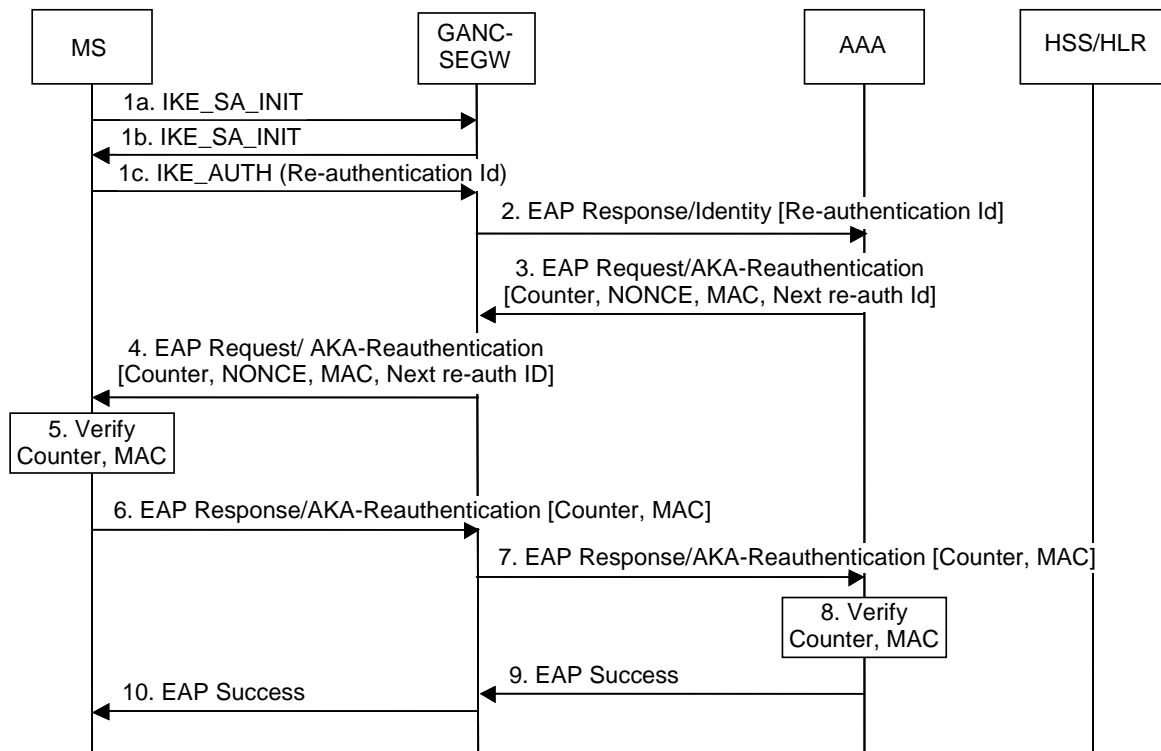 MS
GANC-
SEGW
AAA
HSS/HLR
1a. IKE_SA_INIT
1b. IKE_SA_INIT
1c. IKE_AUTH (Re-authentication Id)
2. EAP Response/Identity [Re-authentication Id]
3. EAP Request/AKA-Reauthentication
[Counter, NONCE, MAC, Next re-auth Id]
4. EAP Request/ AKA-Reauthentication
[Counter, NONCE, MAC, Next re-auth ID]
5. Verify
Counter, MAC
6. EAP Response/AKA-Reauthentication [Counter, MAC]
7. EAP Response/AKA-Reauthentication [Counter, MAC]
8. Verify
Counter, MAC
9. EAP Success
10. EAP Success